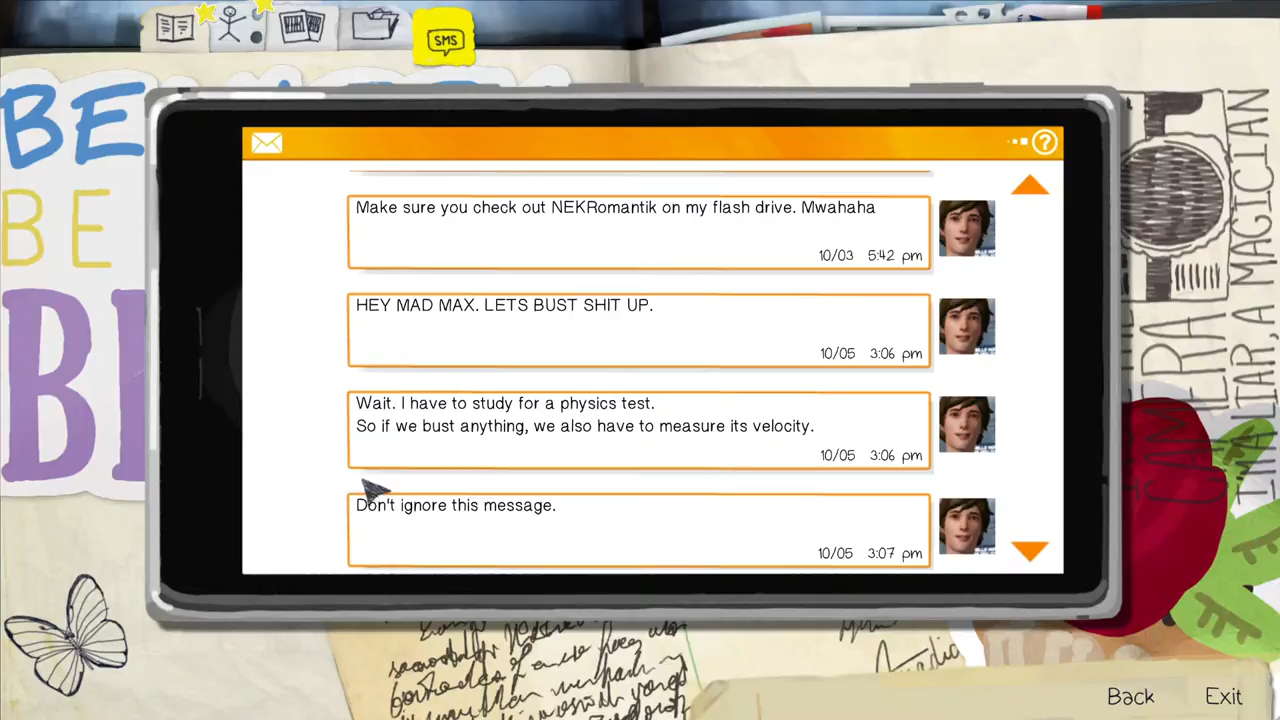 SMS
BE
BE
Make sure you check out NEKRomantik on my flash drive. Mwahaha
10/03 5:42 pm
HEY MAD MAX. LETS BUST SHIT UP.
10/05 3:06 pm
Wait. I have to study for a physics test.
So if we bust anything, we also have to measure its velocity.
10/05 3:06 pm
Don't ignore this message.
10/05 3:07 pm
?
Back
Exit